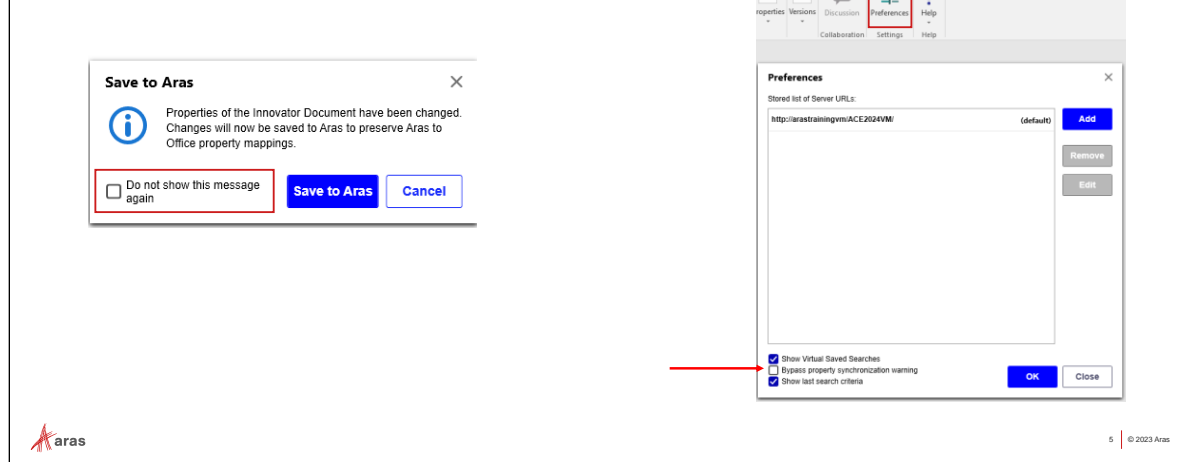 Save to Aras
Properties of the Innovator Document have been changed.
Changes will now be saved to Aras to preserve Aras to
Office property mappings.
Do not show this message
again
Save to Aras
Cancel
roperties Versions Discussion Preferences Help
Collaboration Settings Help
Preferences
Stored list of Server URLs:
http://arastrainingvm/ACE2024VM/ (default)
Add
Remove
Edit
Show Virtual Saved Searches
Bypass property synchronization warning
Show last search criteria
OK
Close
aras
5 © 2023 Aras